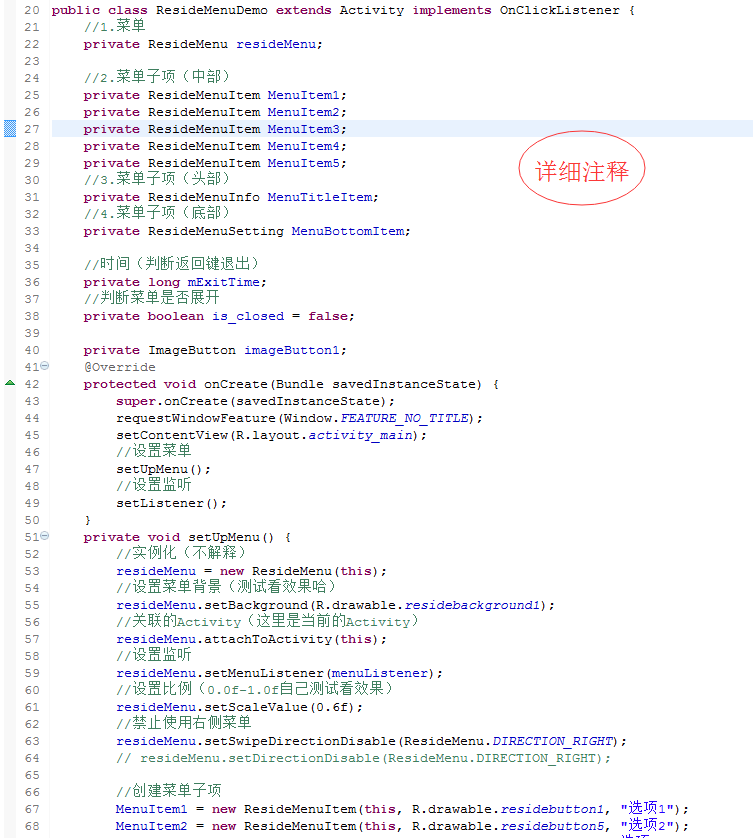 20 public class ResideMenuDemo extends Activity implements OnClickListener {
21 //1.菜单
22 private ResideMenu resideMenu;
23
24 //2.菜单子项（中部）
25 private ResideMenuItem MenuItem1;
26 private ResideMenuItem MenuItem2;
27 private ResideMenuItem MenuItem3;
28 private ResideMenuItem MenuItem4;
29 private ResideMenuItem MenuItem5;
详细注释
30 //3.菜单子项（头部）
31 private ResideMenuInfo MenuTitleItem;
32 //4.菜单子项（底部）
33 private ResideMenuSetting MenuBottomItem;
34
35 //时间（判断返回键退出）
36 private long mExitTime;
37 //判断菜单是否展开
38 private boolean is_closed = false;
39
40 private ImageButton imageButton1;
41 @Override
42 protected void onCreate(Bundle savedInstanceState) {
43 super.onCreate(savedInstanceState);
44 requestWindowFeature(Window.FEATURE_NO_TITLE);
45 setContentView(R.layout.activity_main);
46 //设置菜单
47 setUpMenu();
48 //设置监听
49 setListener();
50 }
51 private void setUpMenu() {
52 //实例化（不解释）
53 resideMenu = new ResideMenu(this);
54 //设置菜单背景（测试看效果哈）
55 resideMenu.setBackground(R.drawable.residebackground1);
56 //关联的Activity（这里是当前的Activity）
57 resideMenu.attachToActivity(this);
58 //设置监听
59 resideMenu.setMenuListener(menuListener);
60 //设置比例（0.0f-1.0f自己测试看效果）
61 resideMenu.setScaleValue(0.6f);
62 //禁止使用右侧菜单
63 resideMenu.setSwipeDirectionDisable(ResideMenu.DIRECTION_RIGHT);
64 // resideMenu.setDirectionDisable(ResideMenu.DIRECTION_RIGHT);
65
66 //创建菜单子项
67 MenuItem1 = new ResideMenuItem(this, R.drawable.residebutton1, "选项1");
68 MenuItem2 = new ResideMenuItem(this, R.drawable.residebutton5, "选项2");